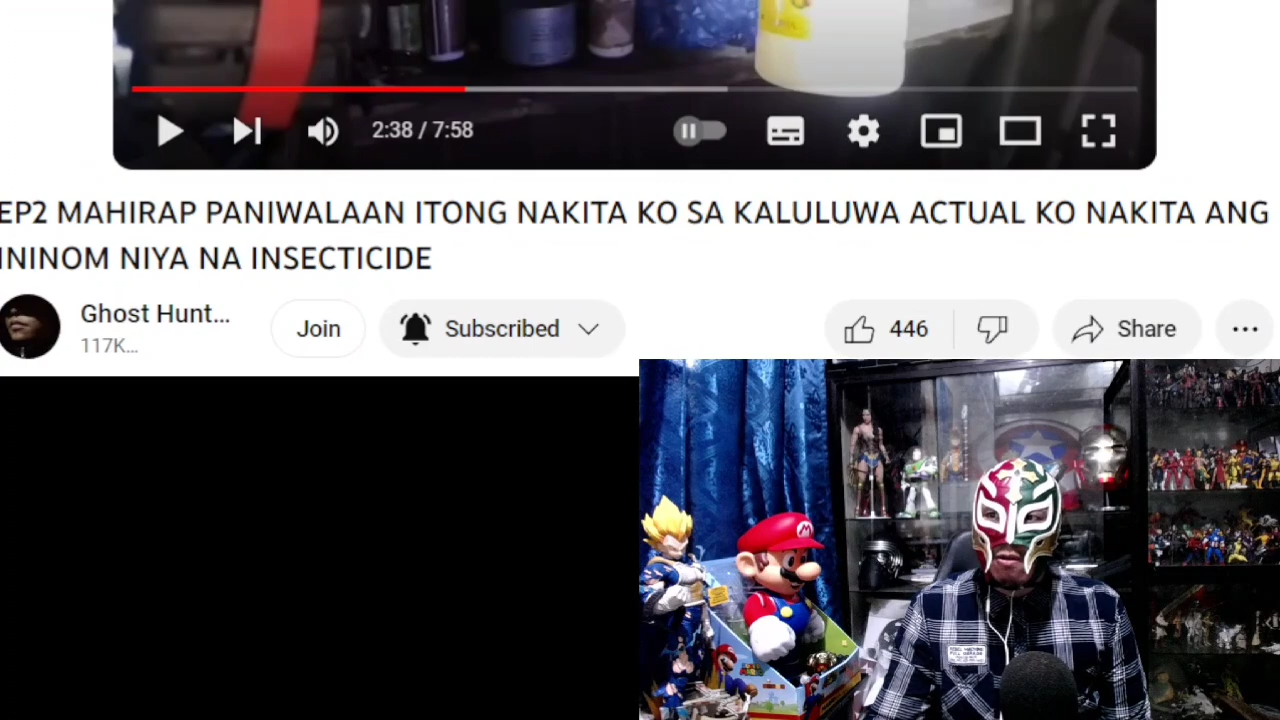 2:38 / 7:58
EP2 MAHIRAP PANIWALAAN ITONG NAKITA KO SA KALULUWA ACTUAL KO NAKITA ANG
ININOM NIYA NA INSECTICIDE
Ghost Hunt...
117K...
Join
Subscribed
446
Share
M